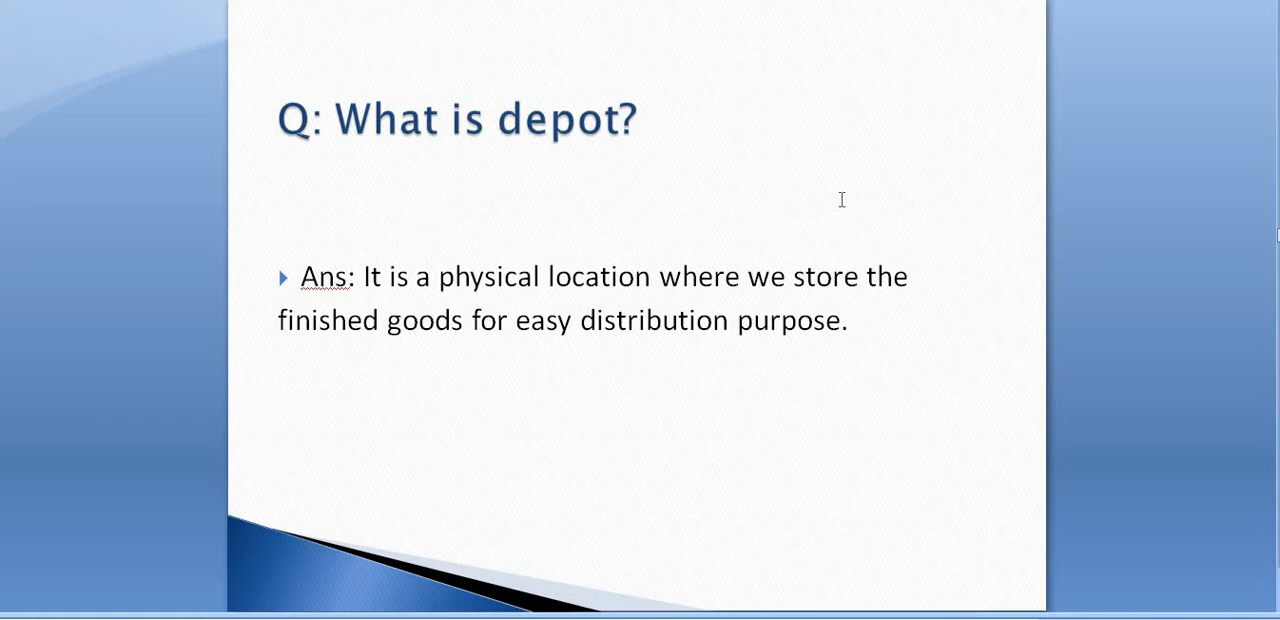 Q: What is depot?
Ans: It is a physical location where we store the
finished goods for easy distribution purpose.